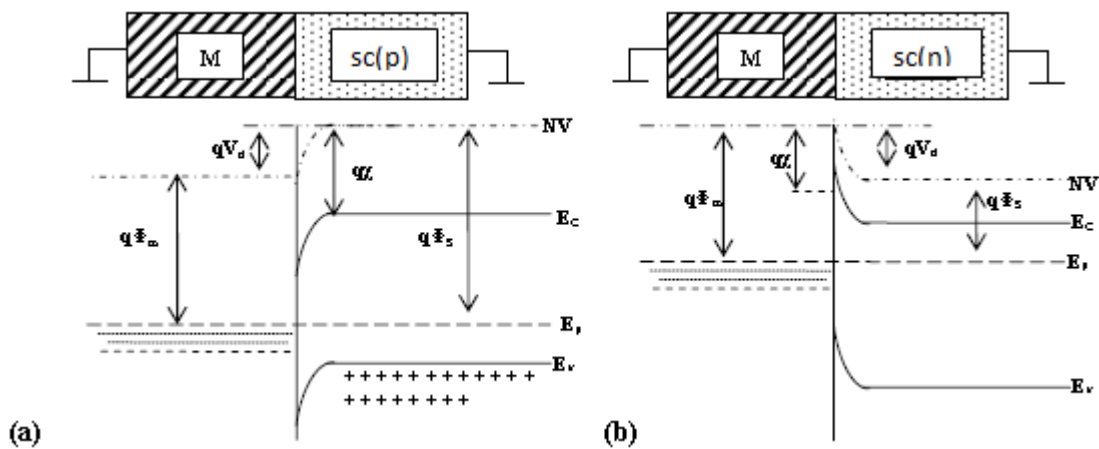 M sc(p)
NV
qV_d
qχ
qΦ_m
qΦ_S
E_C
E_F
E_v
+ + + + + + + + + + + +
+ + + + + + + +
(a)
M sc(n)
qV_d
qχ
NV
qΦ_m
qΦ_S
E_C
E_F
E_v
(b)